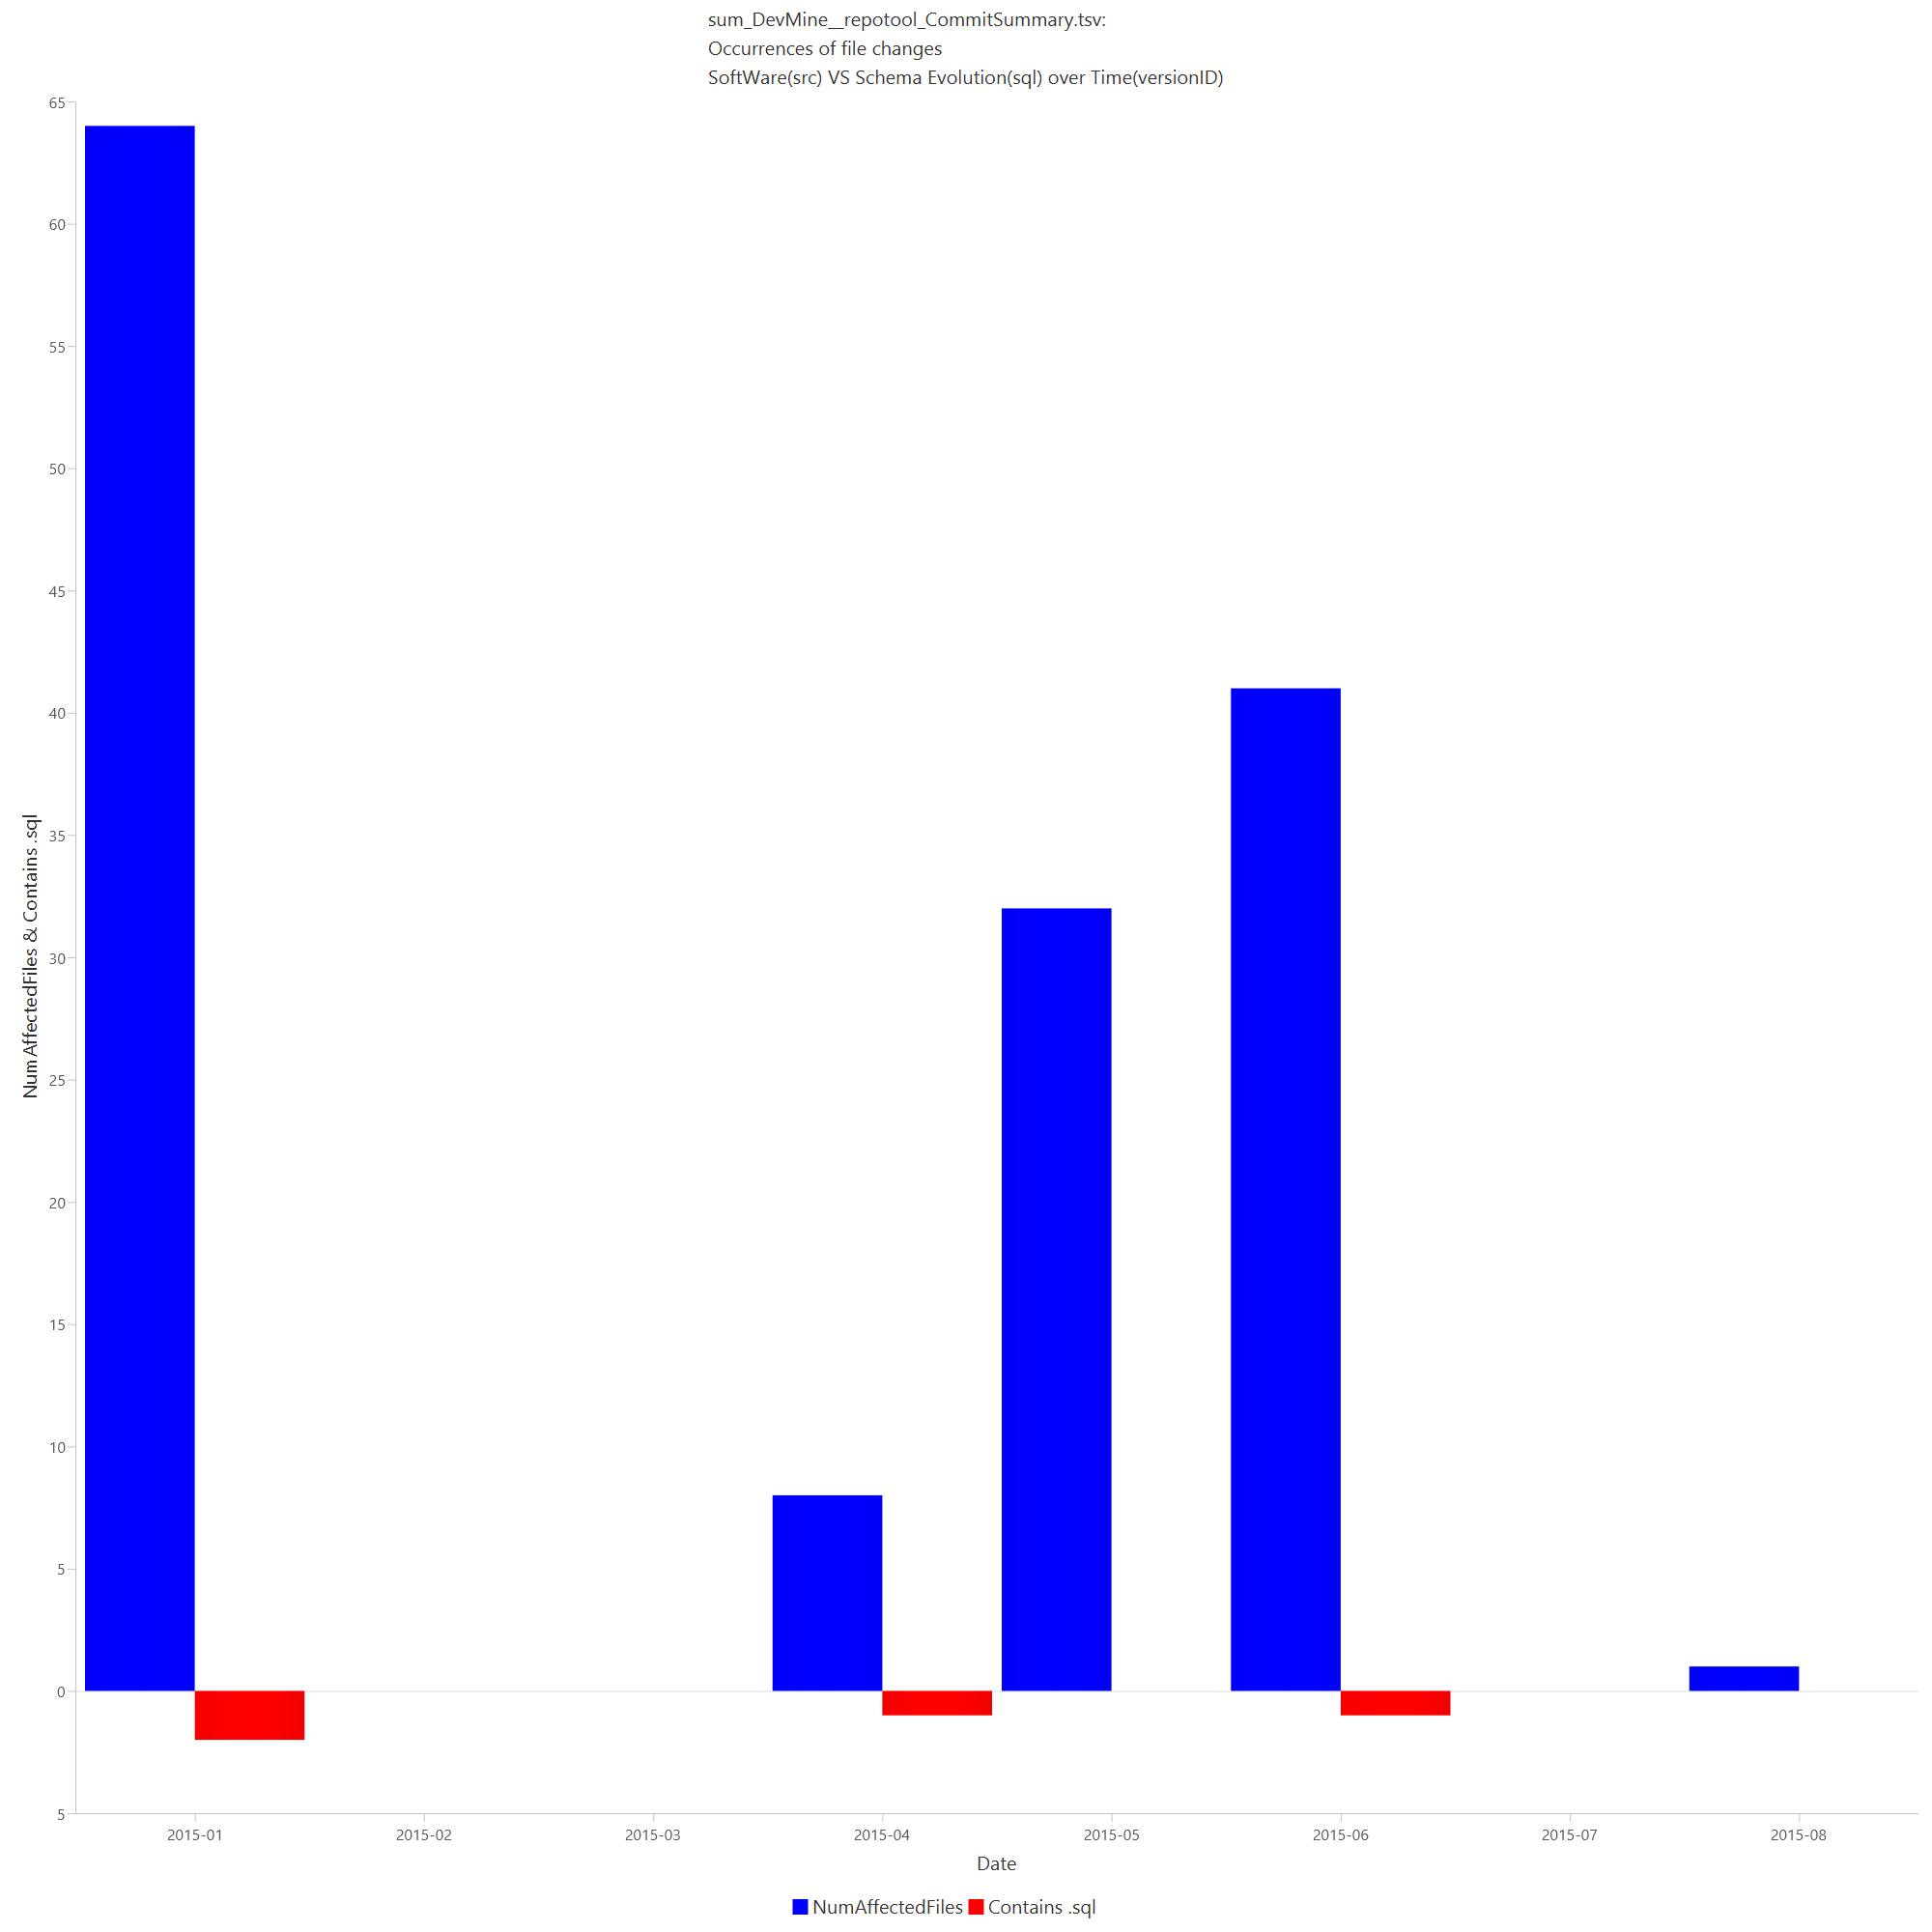 sum_DevMine__repotool_CommitSummary.tsv:
Occurrences of file changes
SoftWare(src) VS Schema Evolution(sql) over Time(versionID)
65
60
55
50
45
40
35
30
25
20
15
10
5
0
5
NumAffectedFiles & Contains .sql
2015-01 2015-02 2015-03 2015-04 2015-05 2015-06 2015-07 2015-08
Date
NumAffectedFiles Contains .sql